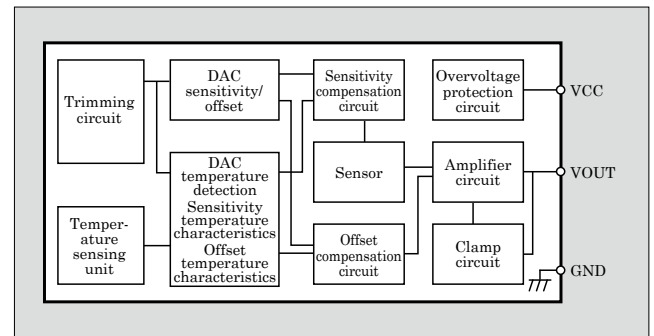 Trimming
circuit
DAC
sensitivity/
offset
Sensitivity
compensation
circuit
Overvoltage
protection
circuit
VCC
DAC
temperature
detection
Sensitivity
temperature
characteristics
Offset
temperature
characteristics
Sensor
Amplifier
circuit
VOUT
Temper-
ature
sensing
unit
Offset
compensation
circuit
Clamp
circuit
GND